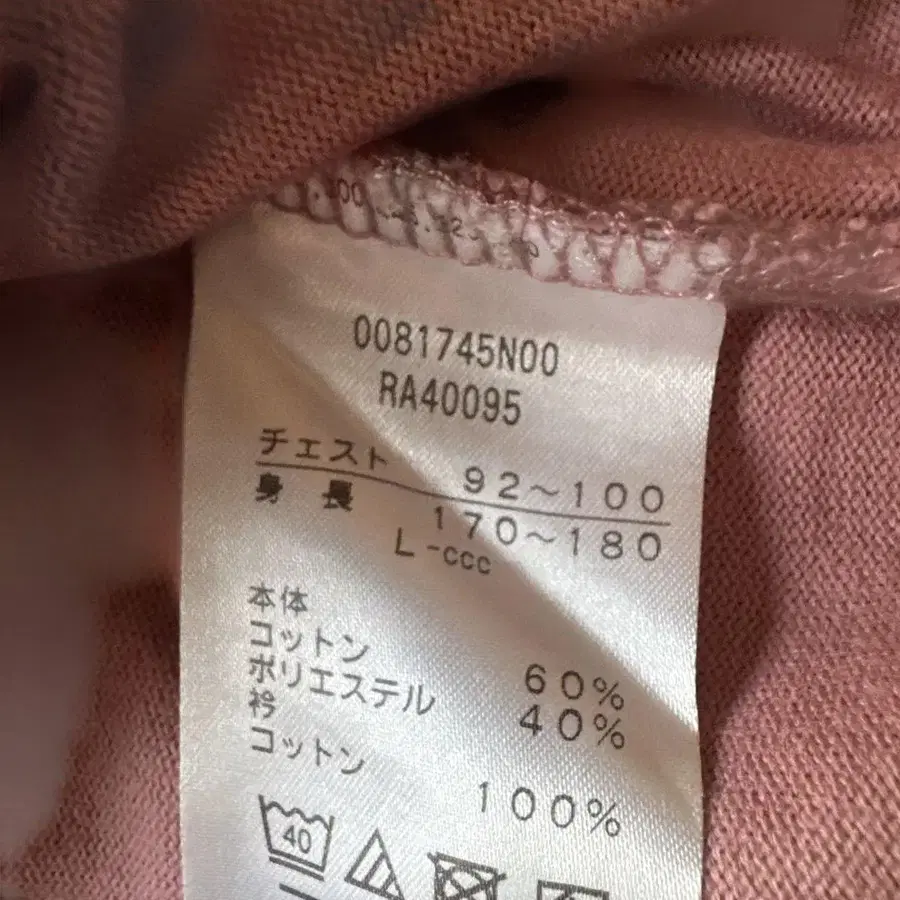 0081745N00
RA40095
チェスト 92～100
身長 170～180
L-ccc
本体
コットン 60%
ポリエステル 40%
衿
コットン 100%
40